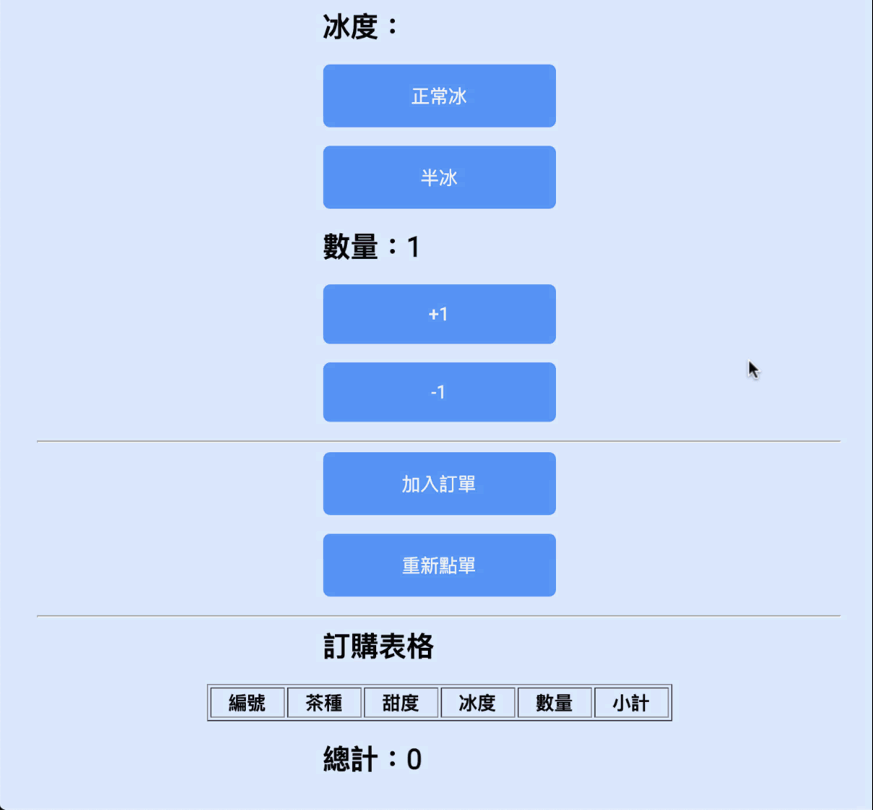 冰度：
正常冰
半冰
數量：1
+1
-1
加入訂單
重新點單
訂購表格
編號 茶種 甜度 冰度 數量 小計
總計：0